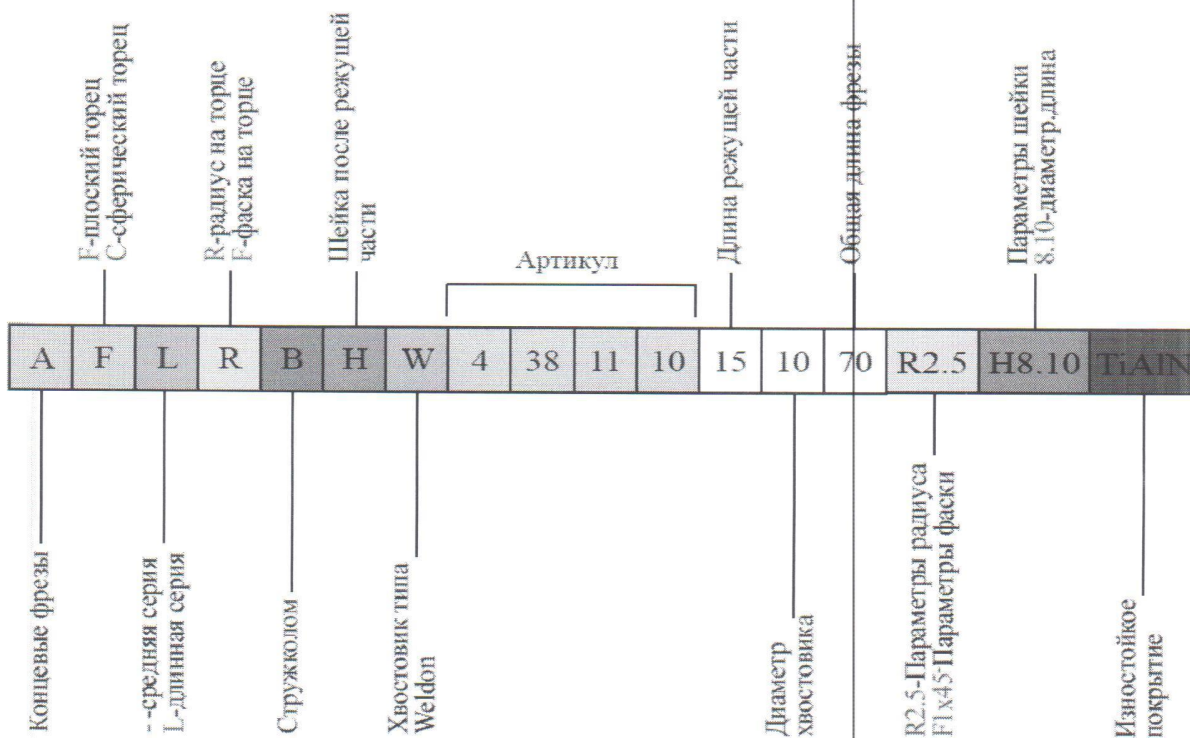 F-плоский торец
C-сферический торец
R-радиус на торце
F-фаска на торце
Шейка после режущей
части
Артикул
Длина режущей части
Общая длина фрезы
Параметры шейки
8.10-диаметр.длина
A F L R B H W 4 38 11 10 15 10 70 R2.5 H8.10 TiAlN
Концевые фрезы
- -средняя серия
L-длинная серия
Стружколом
Хвостовик типа
Weldon
Диаметр
хвостовика
R2.5-Параметры радиуса
F1x45-Параметры фаски
Изностойкое
покрытие